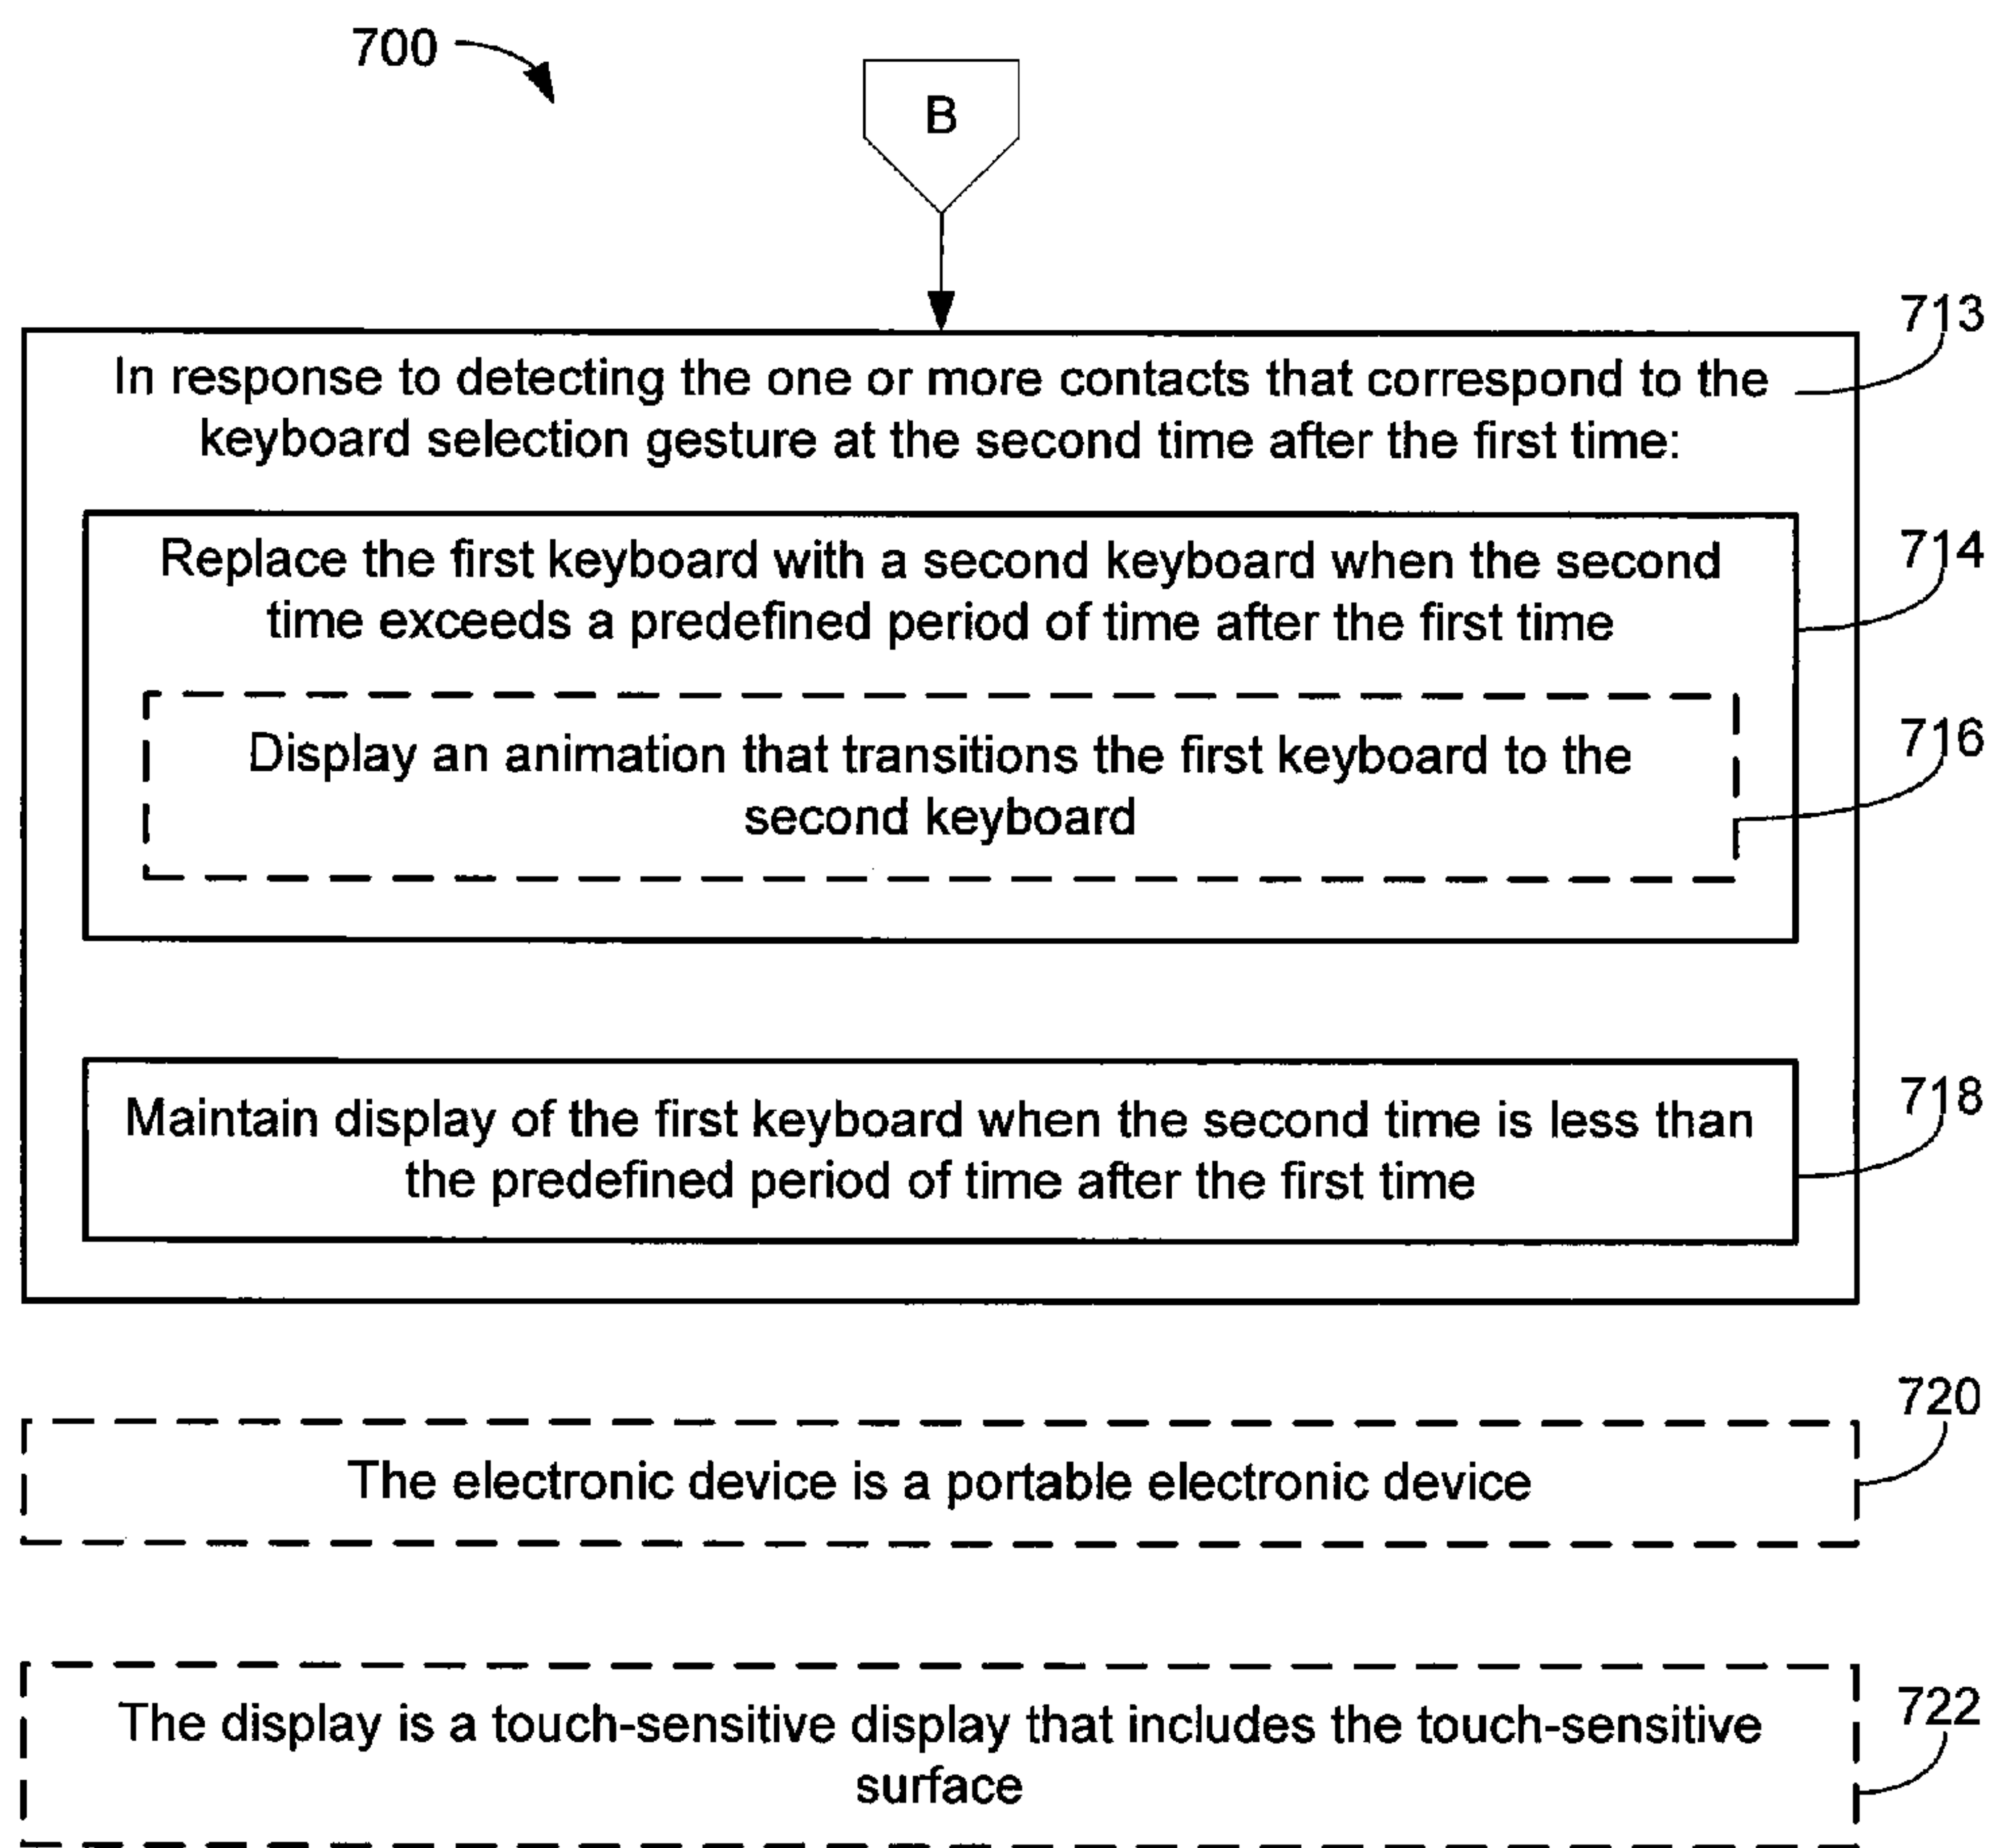 700
B
713
In response to detecting the one or more contacts that correspond to the
keyboard selection gesture at the second time after the first time:
714
Replace the first keyboard with a second keyboard when the second
time exceeds a predefined period of time after the first time
716
Display an animation that transitions the first keyboard to the
second keyboard
718
Maintain display of the first keyboard when the second time is less than
the predefined period of time after the first time
720
The electronic device is a portable electronic device
722
The display is a touch-sensitive display that includes the touch-sensitive
surface